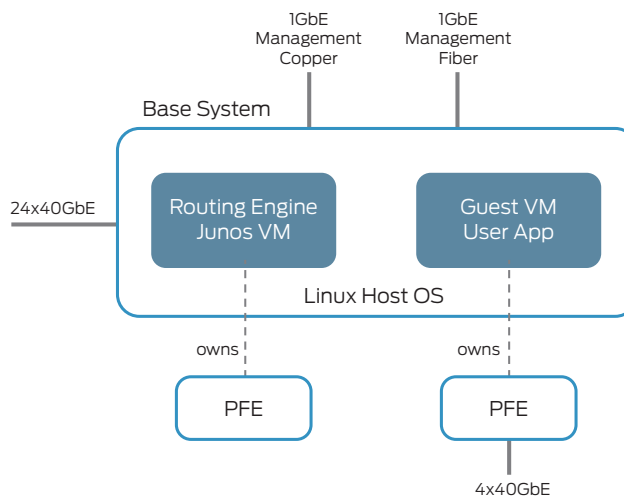 1GbE
Management
Copper
1GbE
Management
Fiber
Base System
24x40GbE
Routing Engine
Junos VM
Guest VM
User App
Linux Host OS
owns
owns
PFE
PFE
4x40GbE